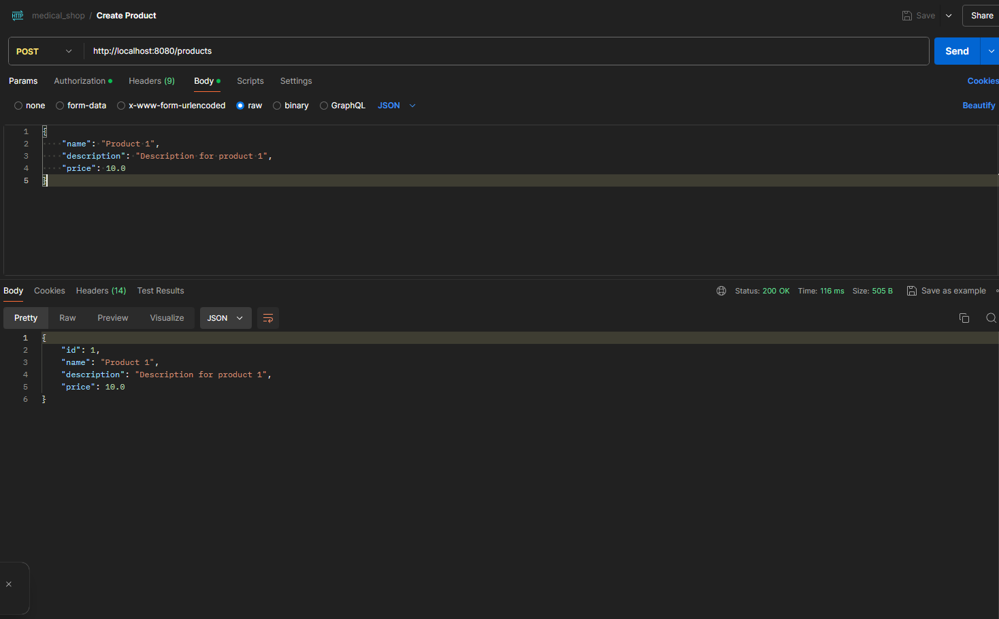 HTTP medical_shop / Create Product Save Share
POST http://localhost:8080/products Send
Params Authorization Headers (9) Body Scripts Settings Cookies
none form-data x-www-form-urlencoded raw binary GraphQL JSON Beautify
1 {
2 "name": "Product 1",
3 "description": "Description for product 1",
4 "price": 10.0
5 }
Body Cookies Headers (14) Test Results Status: 200 OK Time: 116 ms Size: 505 B Save as example
Pretty Raw Preview Visualize JSON
1 {
2 "id": 1,
3 "name": "Product 1",
4 "description": "Description for product 1",
5 "price": 10.0
6 }